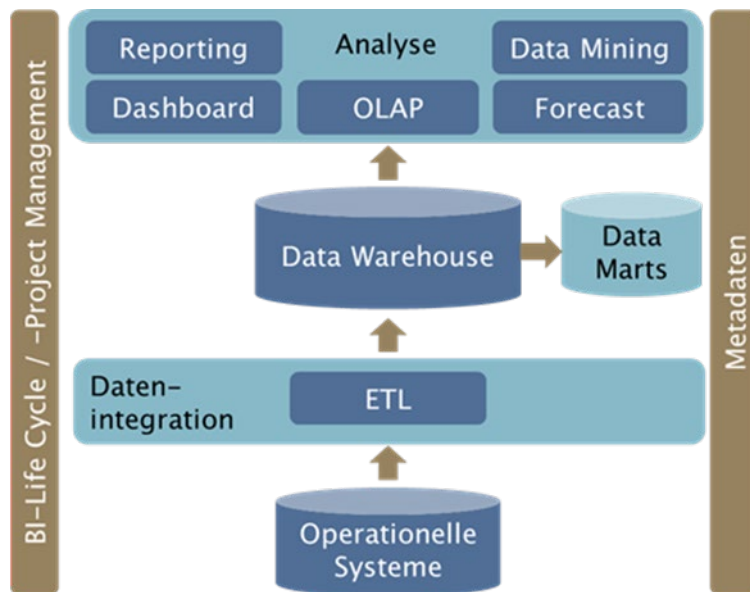 BI-Life Cycle / -Project Management
Reporting
Analyse
Data Mining
Dashboard
OLAP
Forecast
Data Warehouse
Data
Marts
Daten-
integration
ETL
Operationelle
Systeme
Metadaten